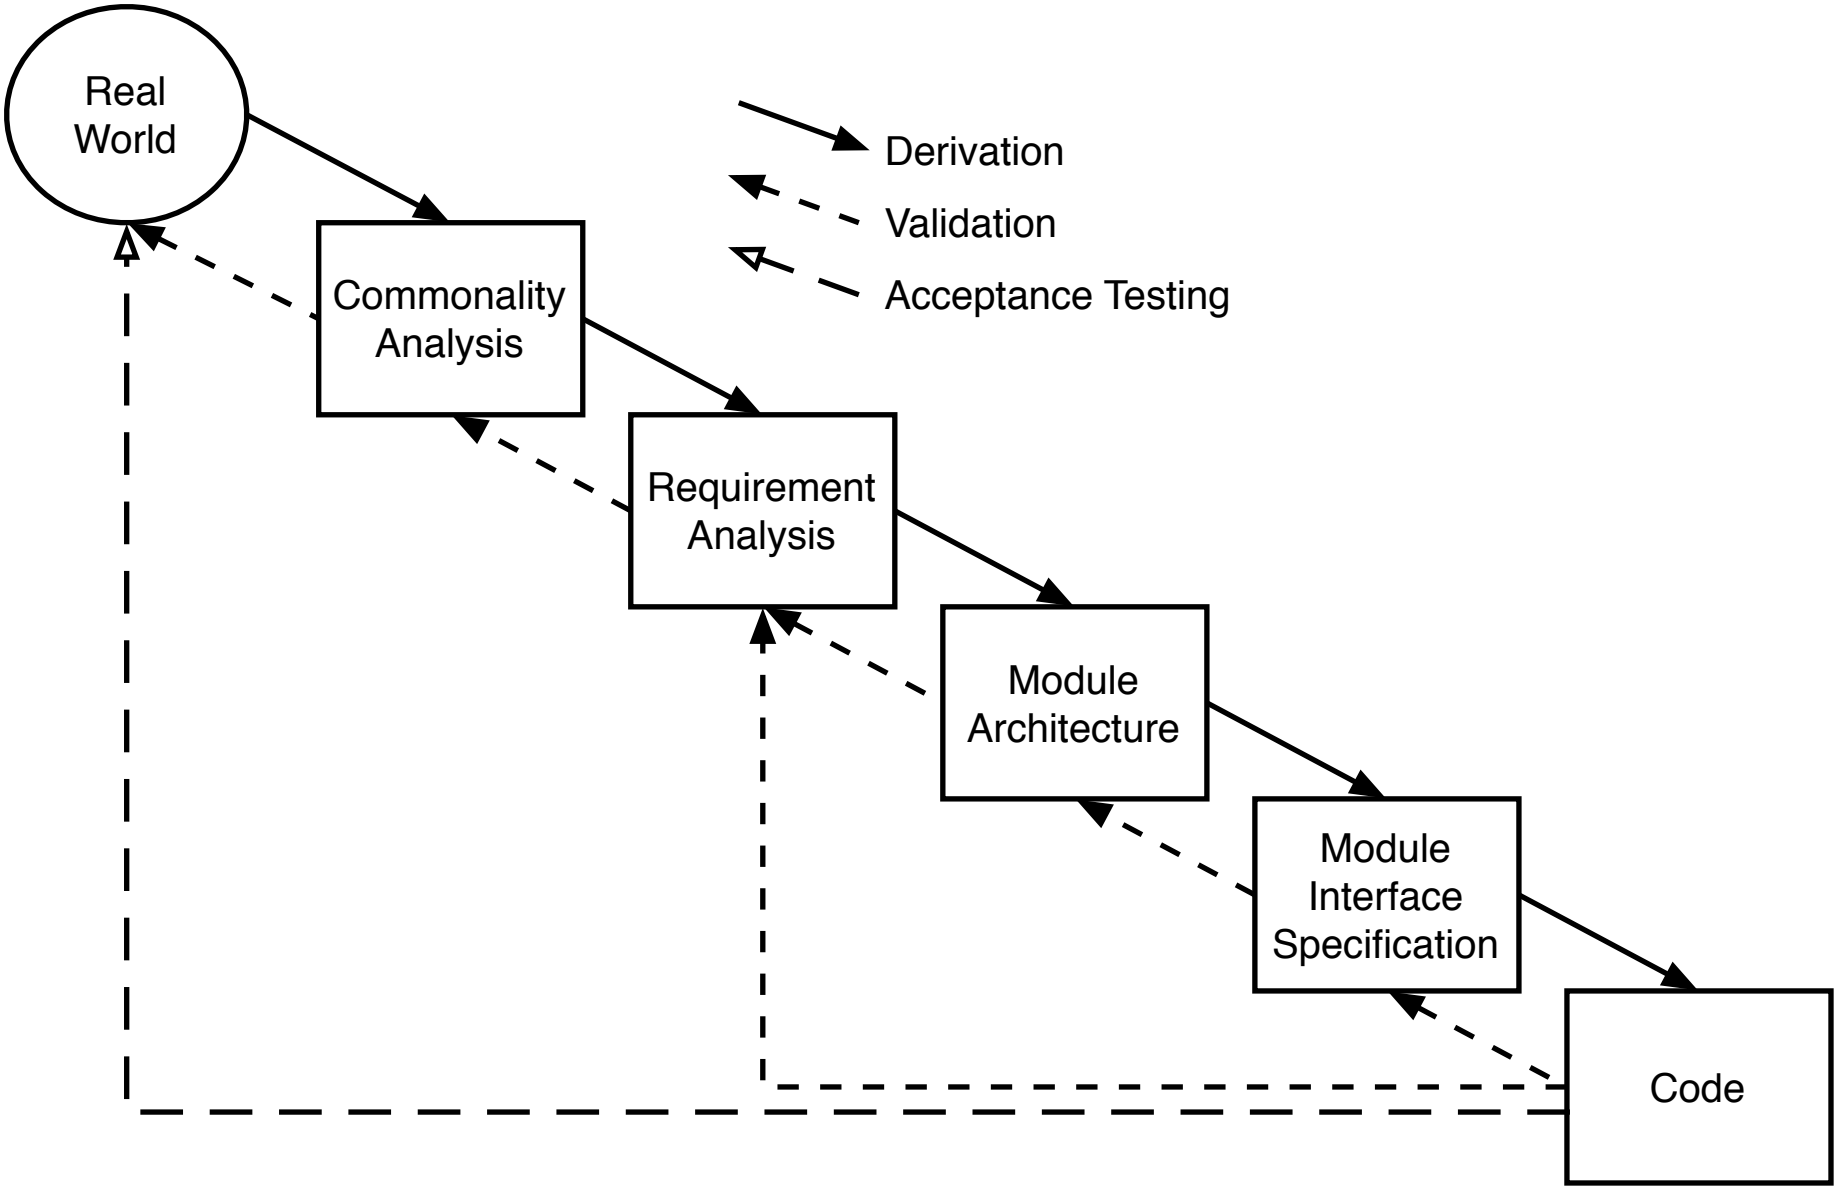 Real
World
Derivation
Validation
Acceptance Testing
Commonality
Analysis
Requirement
Analysis
Module
Architecture
Module
Interface
Specification
Code